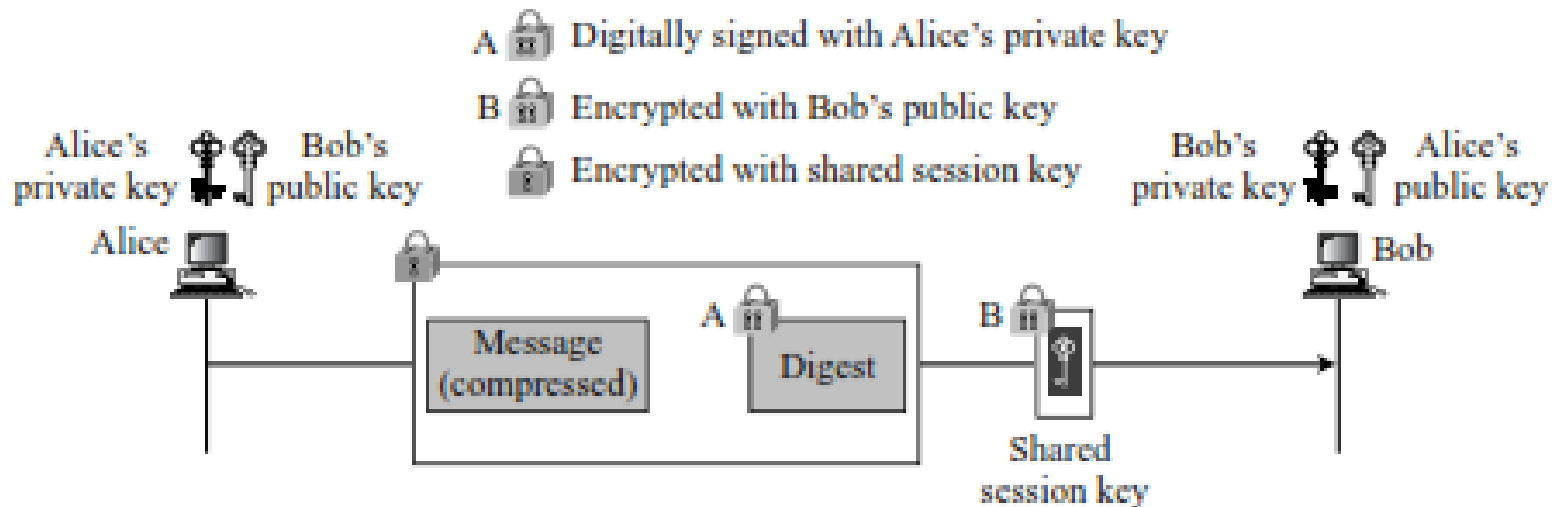 A Digitally signed with Alice's private key
B Encrypted with Bob's public key
Encrypted with shared session key
Alice's
private key
Bob's
public key
Bob's
private key
Alice's
public key
Alice
Bob
Message
(compressed)
A
Digest
B
Shared
session key